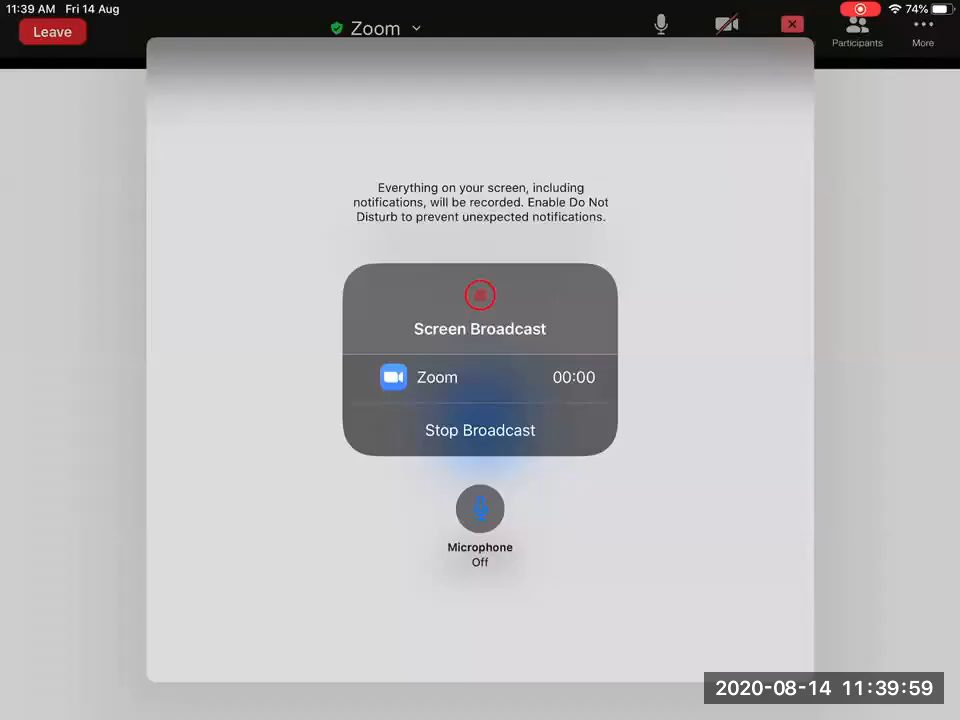 11:39 AM Fri 14 Aug
74%
Leave
Zoom
Participants
More
Everything on your screen, including
notifications, will be recorded. Enable Do Not
Disturb to prevent unexpected notifications.
Screen Broadcast
Zoom 00:00
Stop Broadcast
Microphone
Off
2020-08-14 11:39:59